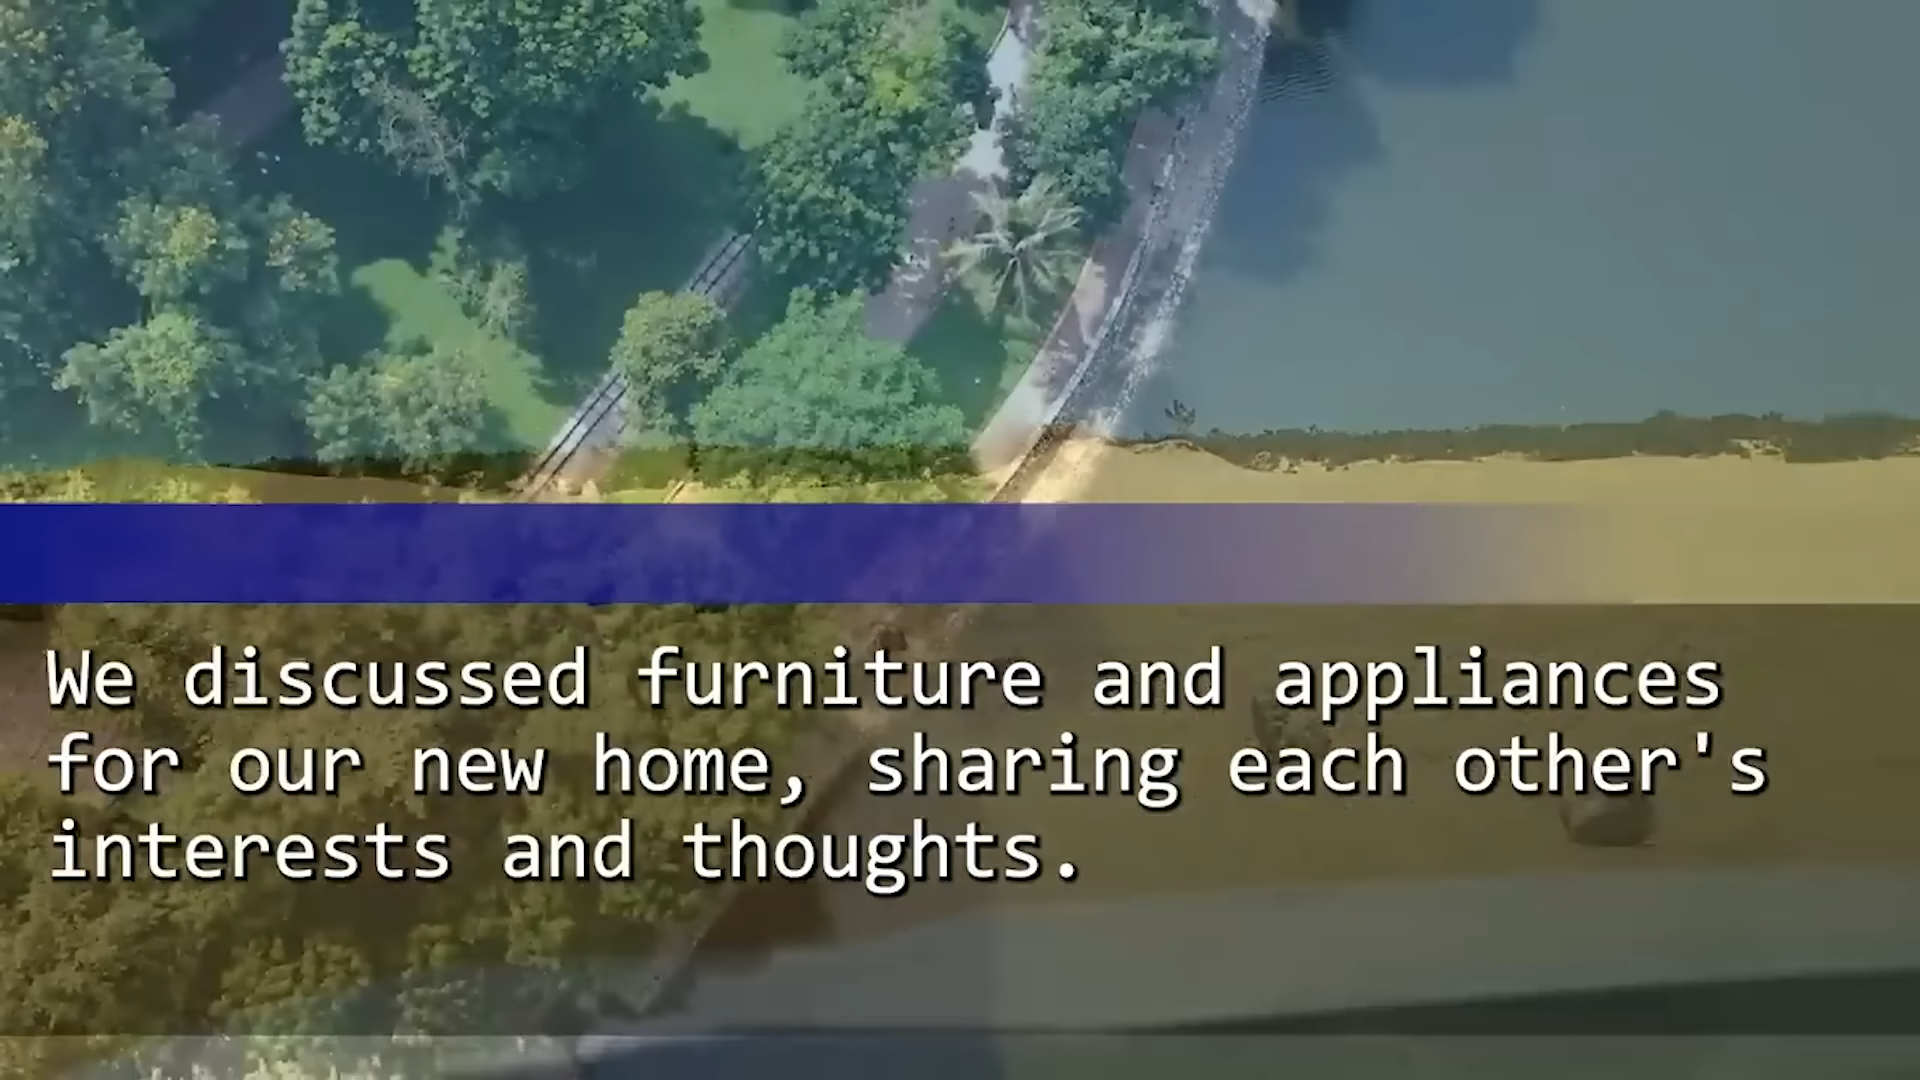 We discussed furniture and appliances
for our new home, sharing each other's
interests and thoughts.